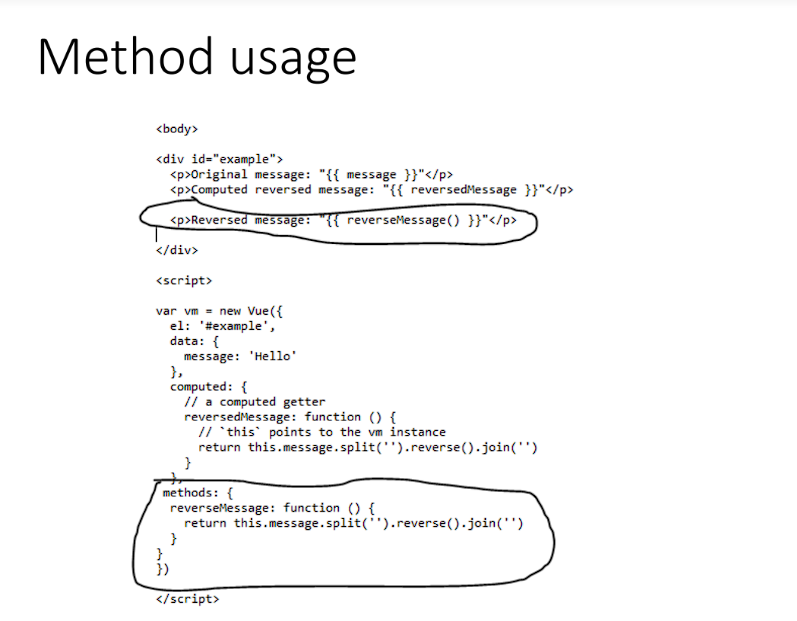 Method usage
<body>
<div id="example">
<p>Original message: "{{ message }}"</p>
<p>Computed reversed message: "{{ reversedMessage }}"</p>
<p>Reversed message: "{{ reverseMessage() }}"</p>
</div>
<script>
var vm = new Vue({
el: '#example',
data: {
message: 'Hello'
},
computed: {
// a computed getter
reversedMessage: function () {
// `this` points to the vm instance
return this.message.split('').reverse().join('')
}
},
methods: {
reverseMessage: function () {
return this.message.split('').reverse().join('')
}
}
})
</script>